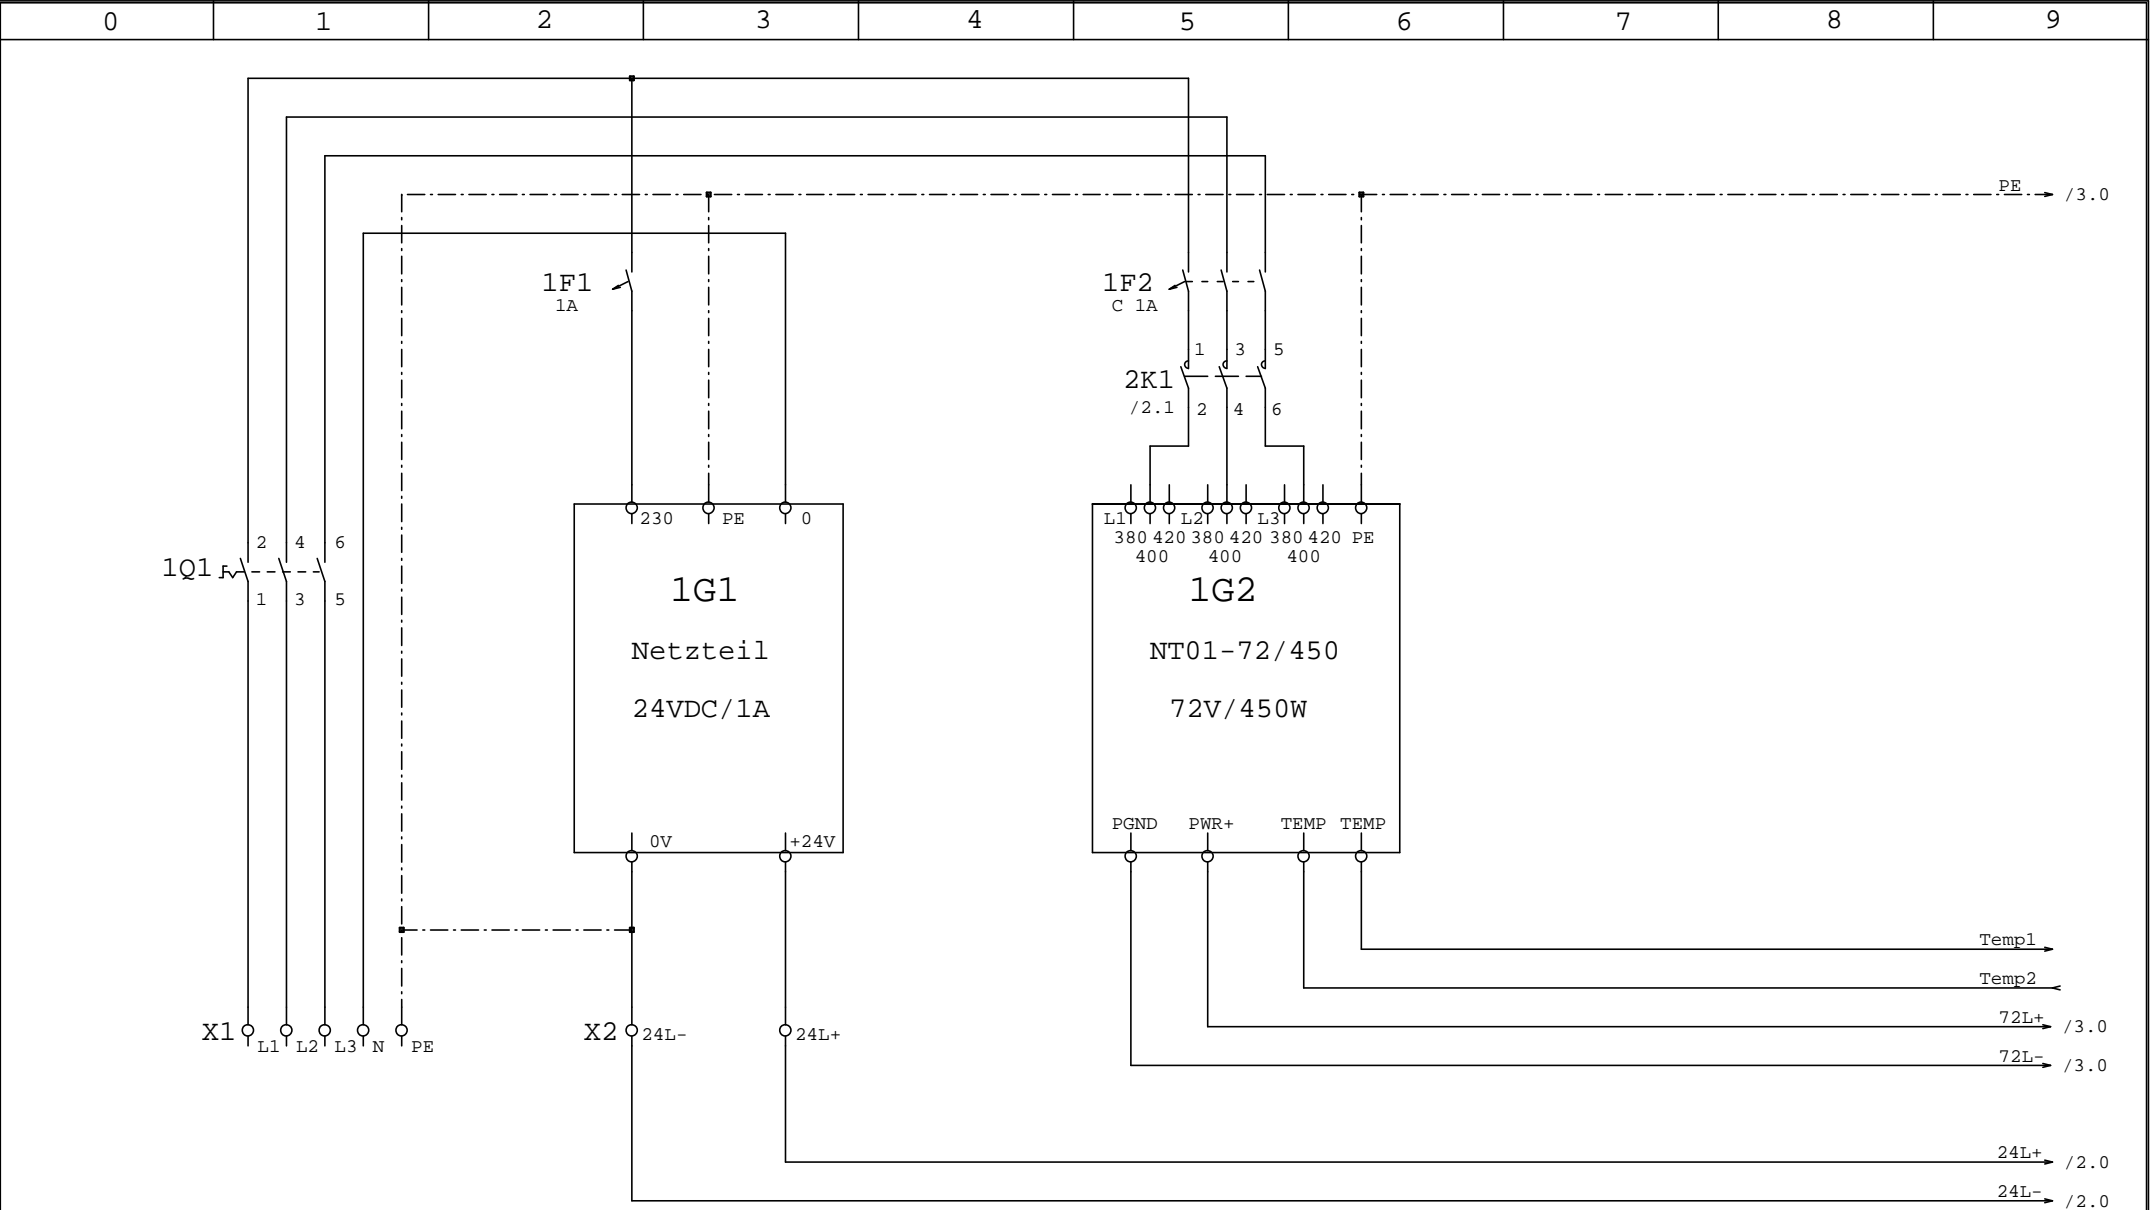 0 1 2 3 4 5 6 7 8 9
PE /3.0
1F1
1A
1F2
C 1A
1 3 5
2K1
/2.1 2 4 6
230 PE 0
L1 L2 L3
380 420 380 420 380 420 PE
400 400 400
2 4 6
1Q1
1 3 5
1G1
Netzteil
24VDC/1A
1G2
NT01-72/450
72V/450W
0V +24V
PGND PWR+ TEMP TEMP
Temp1
Temp2
72L+ /3.0
72L- /3.0
X1 L1 L2 L3 N PE
X2 24L- 24L+
24L+ /2.0
24L- /2.0